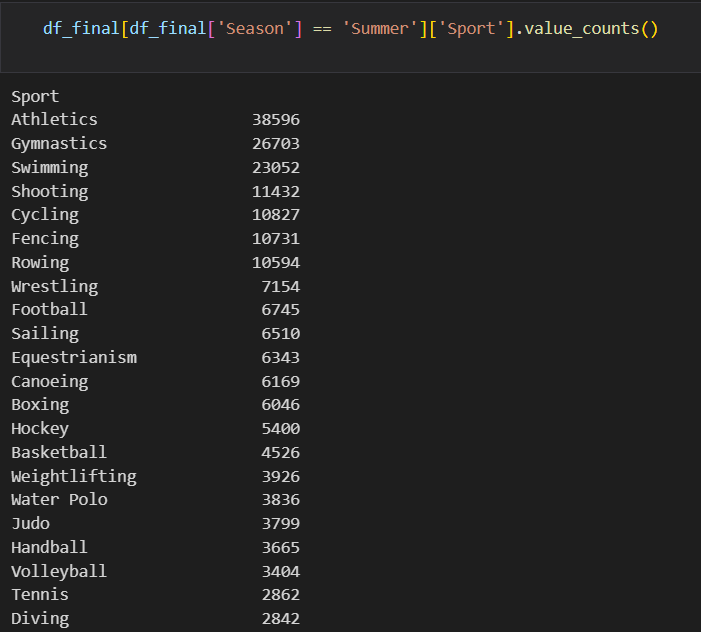 df_final[df_final['Season'] == 'Summer']['Sport'].value_counts()
Sport
Athletics 38596
Gymnastics 26703
Swimming 23052
Shooting 11432
Cycling 10827
Fencing 10731
Rowing 10594
Wrestling 7154
Football 6745
Sailing 6510
Equestrianism 6343
Canoeing 6169
Boxing 6046
Hockey 5400
Basketball 4526
Weightlifting 3926
Water Polo 3836
Judo 3799
Handball 3665
Volleyball 3404
Tennis 2862
Diving 2842